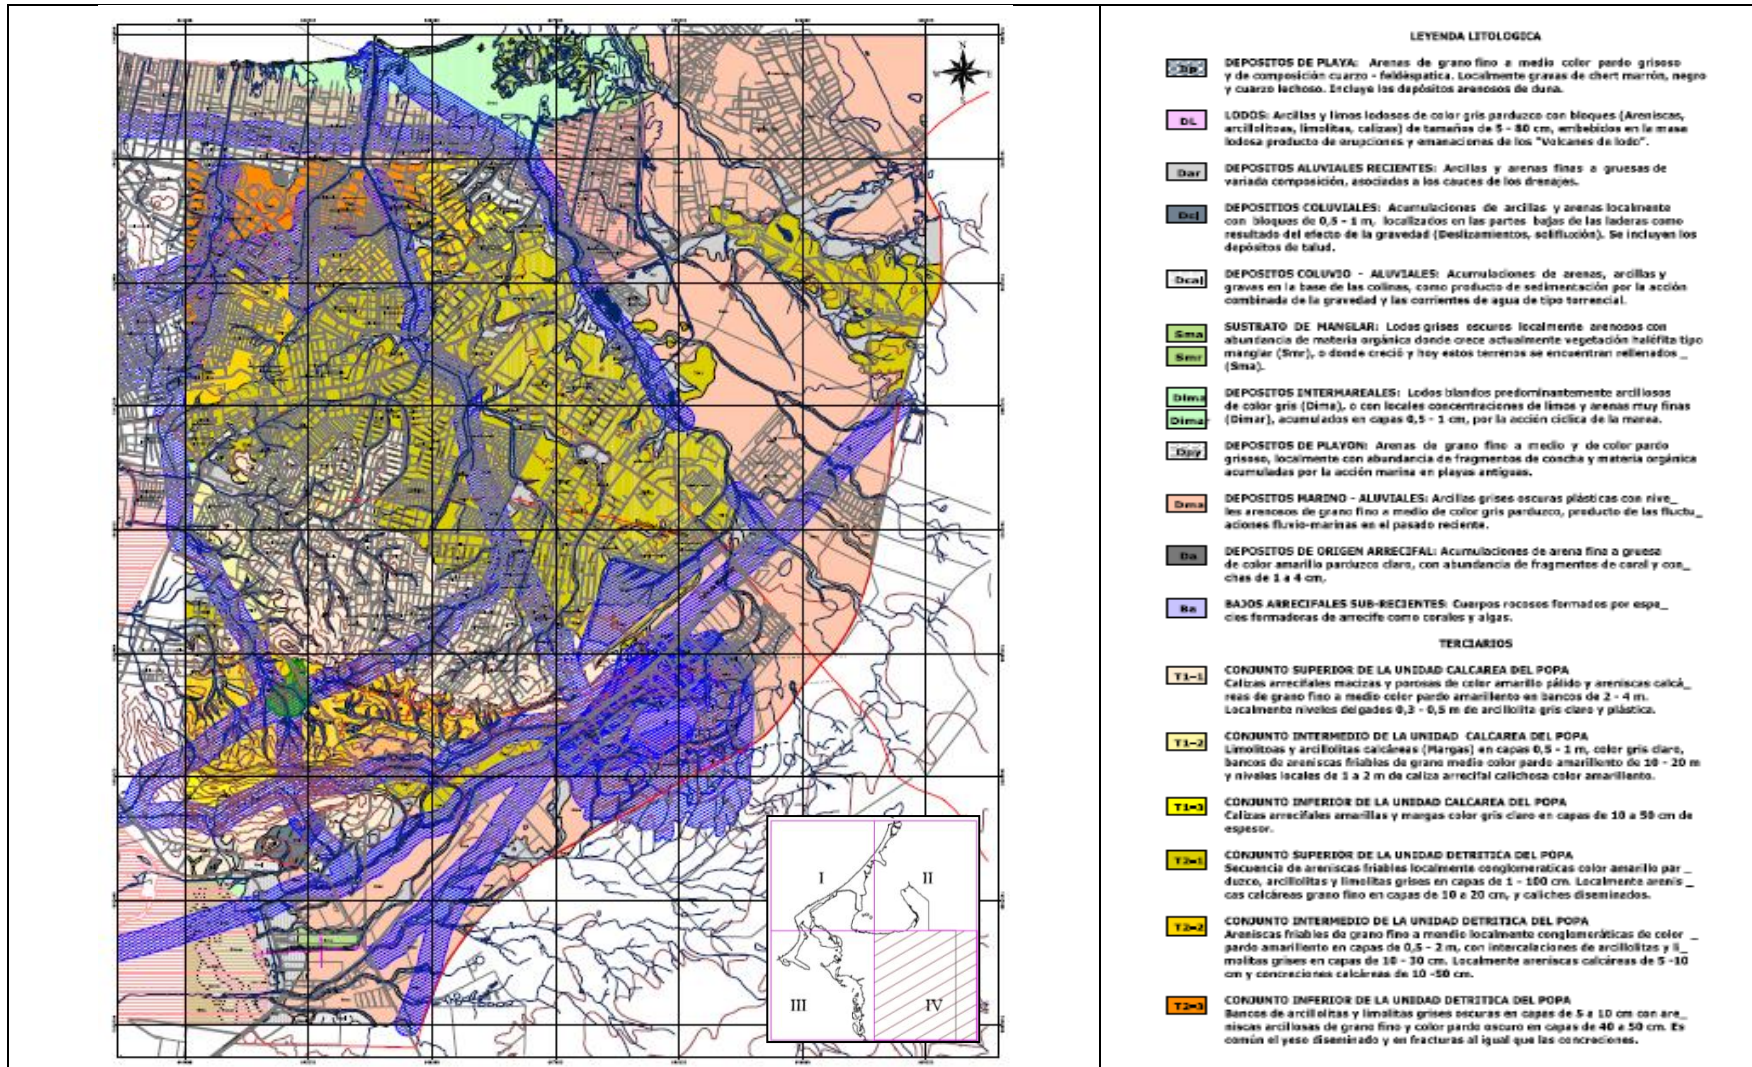 N
I
II
III
IV
LEYENDA LITOLOGICA
Dp
DEPOSITOS DE PLAYA: Arenas de grano fino a medio color pardo grisoso
y de composición cuarzo - feldéspatica. Localmente gravas de chert marrón, negro
y cuarzo lechoso. Incluye los depósitos arenosos de duna.
DL
LODOS: Arcillas y limos lodosos de color gris parduzco con bloques (Areniscas,
arcillolitoas, limolitas, calizas) de tamaños de 5 - 80 cm, embebidos en la masa
lodosa producto de erupciones y emanaciones de los "Volcanes de lodo".
Dar
DEPOSITOS ALUVIALES RECIENTES: Arcillas y arenas finas a gruesas de
variada composición, asociadas a los cauces de los drenajes.
Dcl
DEPOSITIOS COLUVIALES: Acumulaciones de arcillas y arenas localmente
con bloques de 0,5 - 1 m, localizados en las partes bajas de las laderas como
resultado del efecto de la gravedad (Deslizamientos, solifluxión). Se incluyen los
depósitos de talud.
Dcal
DEPOSITOS COLUVIO - ALUVIALES: Acumulaciones de arenas, arcillas y
gravas en la base de las colinas, como producto de sedimentación por la acción
combinada de la gravedad y las corrientes de agua de tipo torrencial.
Sma
Smr
SUSTRATO DE MANGLAR: Lodos grises oscuros localmente arenosos con
abundancia de materia orgánica donde crece actualmente vegetación halófita tipo
manglar (Smr), o donde creció y hoy estos terrenos se encuentran rellenados _
(Sma).
Dima
Dimar
DEPOSITOS INTERMAREALES: Lodos blandos predominantemente arcillosos
de color gris (Dima), o con locales concentraciones de limos y arenas muy finas
(Dimar), acumulados en capas 0,5 - 1 cm, por la acción cíclica de la marea.
Dpy
DEPOSITOS DE PLAYON: Arenas de grano fino a medio y de color pardo
grisoso, localmente con abundancia de fragmentos de concha y materia orgánica
acumuladas por la acción marina en playas antiguas.
Dma
DEPOSITOS MARINO - ALUVIALES: Arcillas grises oscuras plásticas con nive_
les arenosos de grano fino a medio de color gris parduzco, producto de las fluctu_
aciones fluvio-marinas en el pasado reciente.
Da
DEPOSITOS DE ORIGEN ARRECIFAL: Acumulaciones de arena fina a gruesa
de color amarillo parduzco claro, con abundancia de fragmentos de coral y con_
chas de 1 a 4 cm,
Ba
BAJOS ARRECIFALES SUB-RECIENTES: Cuerpos rocosos formados por espe_
cies formadoras de arrecife como corales y algas.
TERCIARIOS
T1-1
CONJUNTO SUPERIOR DE LA UNIDAD CALCAREA DEL POPA
Calizas arrecifales macizas y porosas de color amarillo pálido y areniscas calcá_
reas de grano fino a medio color pardo amarillento en bancos de 2 - 4 m.
Localmente niveles delgados 0,3 - 0,5 m de arcillolita gris claro y plástica.
T1-2
CONJUNTO INTERMEDIO DE LA UNIDAD CALCAREA DEL POPA
Limolitoas y arcillolitas calcáreas (Margas) en capas 0,5 - 1 m, color gris claro,
bancos de areniscas friables de grano medio color pardo amarillento de 10 - 20 m
y niveles locales de 1 a 2 m de caliza arrecifal calichosa color amarillento.
T1-3
CONJUNTO INFERIOR DE LA UNIDAD CALCAREA DEL POPA
Calizas arrecifales amarillas y margas color gris claro en capas de 10 a 50 cm de
espesor.
T2-1
CONJUNTO SUPERIOR DE LA UNIDAD DETRITICA DEL POPA
Secuencia de areniscas friables localmente conglomeraticas color amarillo par _
duzco, arcillolitas y limolitas grises en capas de 1 - 100 cm. Localmente arenis _
cas calcáreas grano fino en capas de 10 a 20 cm, y caliches diseminados.
T2-2
CONJUNTO INTERMEDIO DE LA UNIDAD DETRITICA DEL POPA
Areniscas friables de grano fino a mendio localmente conglomeráticas de color _
pardo amarillento en capas de 0,5 - 2 m, con intercalaciones de arcillolitas y li_
molitas grises en capas de 10 - 30 cm. Localmente areniscas calcáreas de 5 -10
cm y concreciones calcáreas de 10 -50 cm.
T2-3
CONJUNTO INFERIOR DE LA UNIDAD DETRITICA DEL POPA
Bancos de arcillolitas y limolitas grises oscuras en capas de 5 a 10 cm con are_
niscas arcillosas de grano fino y color pardo oscuro en capas de 40 a 50 cm. Es
común el yeso diseminado y en fracturas al igual que las concreciones.